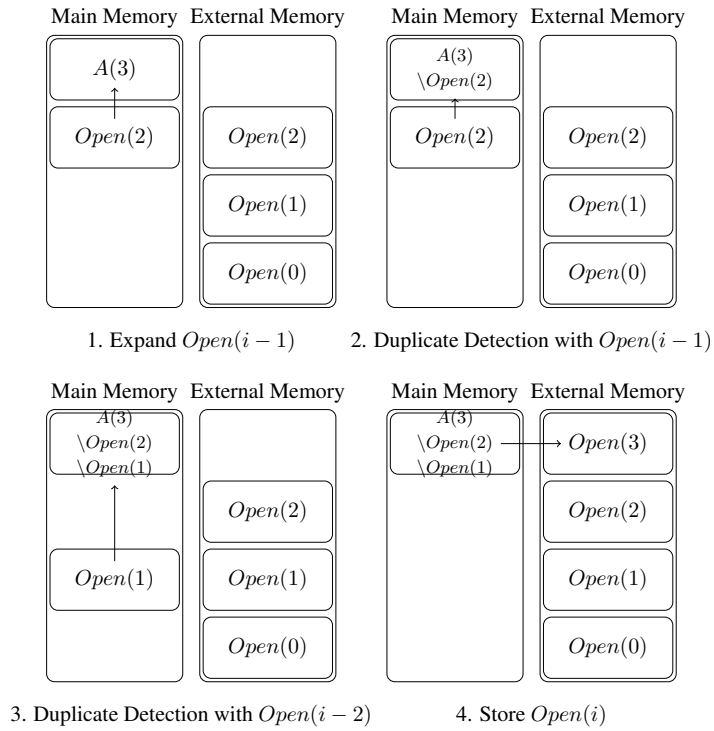 Main Memory External Memory
A(3)
Open(2)
Open(2)
Open(1)
Open(0)
1. Expand Open(i − 1)
Main Memory External Memory
A(3)
\Open(2)
Open(2)
Open(2)
Open(1)
Open(0)
2. Duplicate Detection with Open(i − 1)
Main Memory External Memory
A(3)
\Open(2)
\Open(1)
Open(1)
Open(2)
Open(1)
Open(0)
3. Duplicate Detection with Open(i − 2)
Main Memory External Memory
A(3)
\Open(2)
\Open(1)
Open(3)
Open(2)
Open(1)
Open(0)
4. Store Open(i)